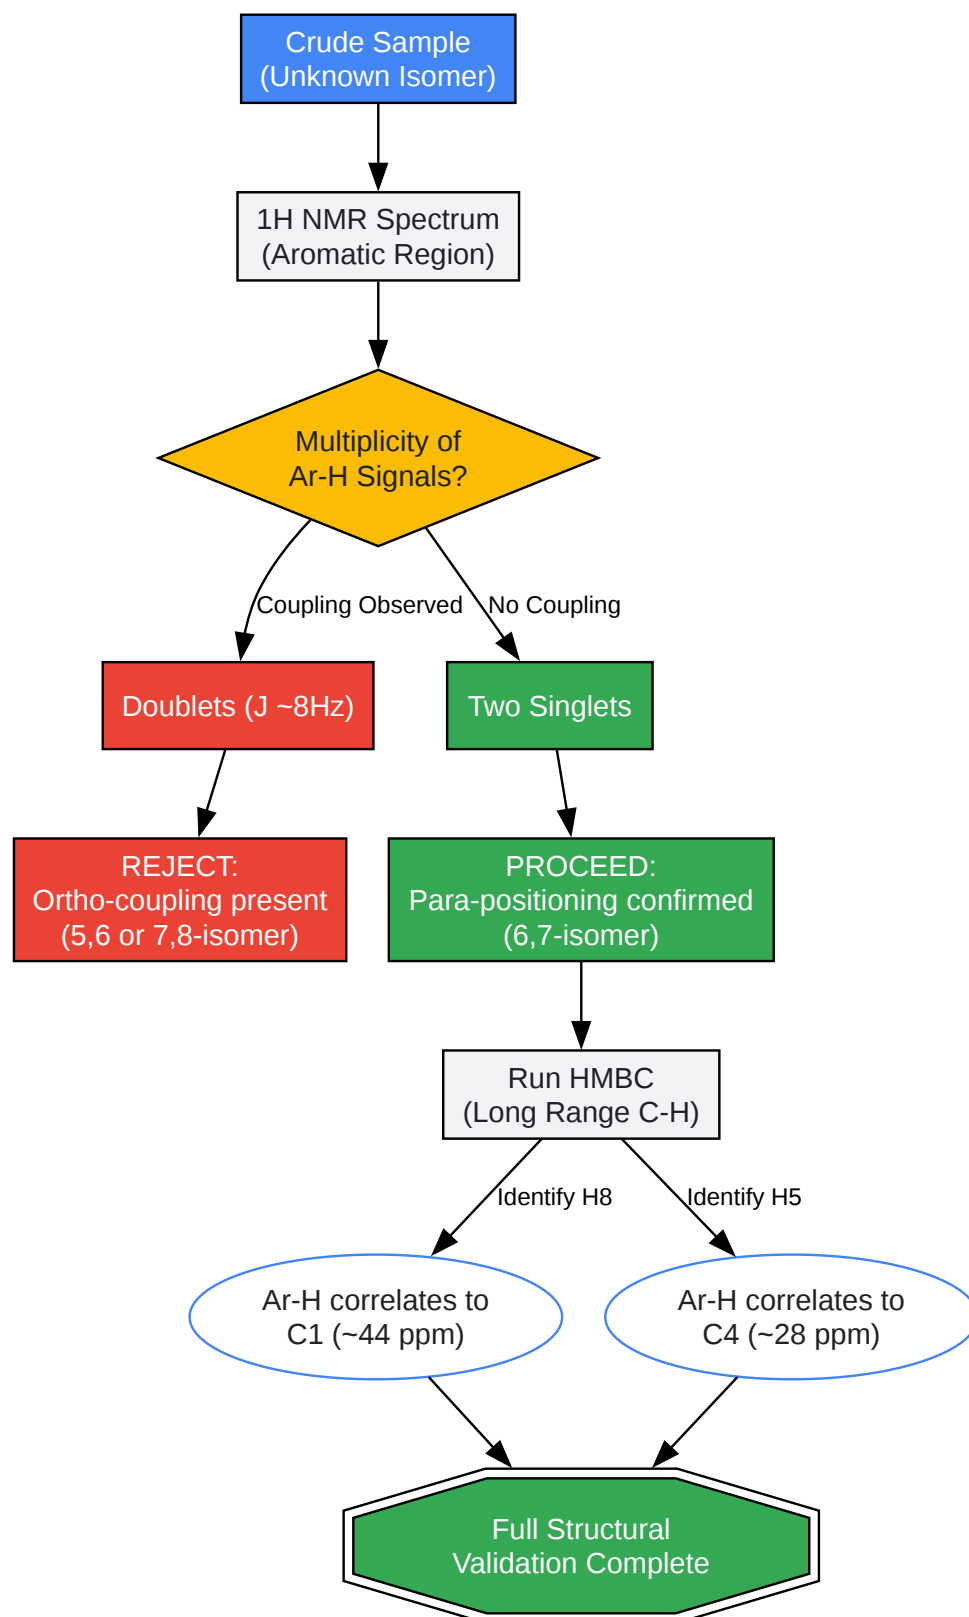 Crude Sample
(Unknown Isomer)
1H NMR Spectrum
(Aromatic Region)
Multiplicity of
Ar-H Signals?
Coupling Observed
No Coupling
Doublets (J ~8Hz)
Two Singlets
REJECT:
Ortho-coupling present
(5,6 or 7,8-isomer)
PROCEED:
Para-positioning confirmed
(6,7-isomer)
Run HMBC
(Long Range C-H)
Identify H8
Identify H5
Ar-H correlates to
C1 (~44 ppm)
Ar-H correlates to
C4 (~28 ppm)
Full Structural
Validation Complete